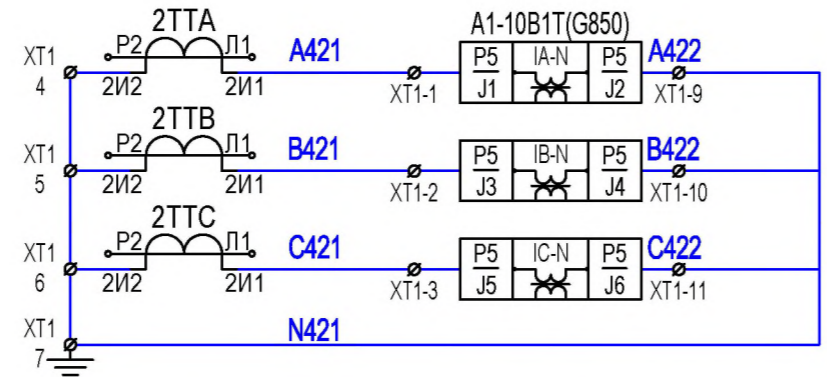 2ТТА A1-10B1T(G850)
XT1 P2 Л1 A421 P5 IA-N P5 A422
4 2И2 2И1 XT1-1 J1 J2 XT1-9
2ТТВ
XT1 P2 Л1 B421 P5 IB-N P5 B422
5 2И2 2И1 XT1-2 J3 J4 XT1-10
2ТТС
XT1 P2 Л1 C421 P5 IC-N P5 C422
6 2И2 2И1 XT1-3 J5 J6 XT1-11
XT1 N421
7